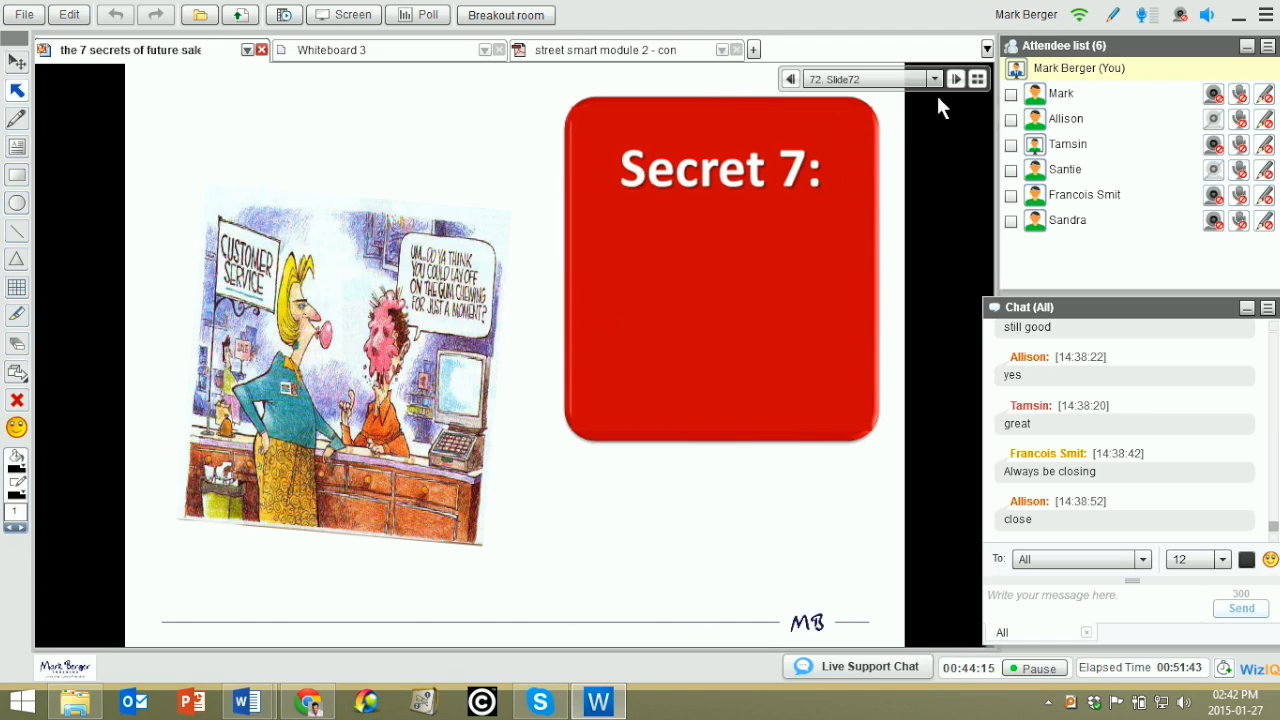 File
Edit
Screen
Poll
Breakout room
Mark Berger
the 7 secrets of future sale
Whiteboard 3
street smart module 2 - con
72. Slide72
Attendee list (6)
Mark Berger (You)
Mark
Allison
Tamsin
Santie
Francois Smit
Sandra
Secret 7:
CUSTOMER
SERVICE
UM...DO YA THINK
YOU COULD LAY OFF
ON THE GUM CHEWING
FOR JUST A MOMENT?
MB
Chat (All)
still good
Allison: [14:38:22]
yes
Tamsin: [14:38:20]
great
Francois Smit: [14:38:42]
Always be closing
Allison: [14:38:52]
close
To: All 12
Write your message here. 300
Send
All
1
Mark Berger
TRAINING
Live Support Chat
00:44:15 Pause
Elapsed Time 00:51:43
WizIQ
02:42 PM
2015-01-27